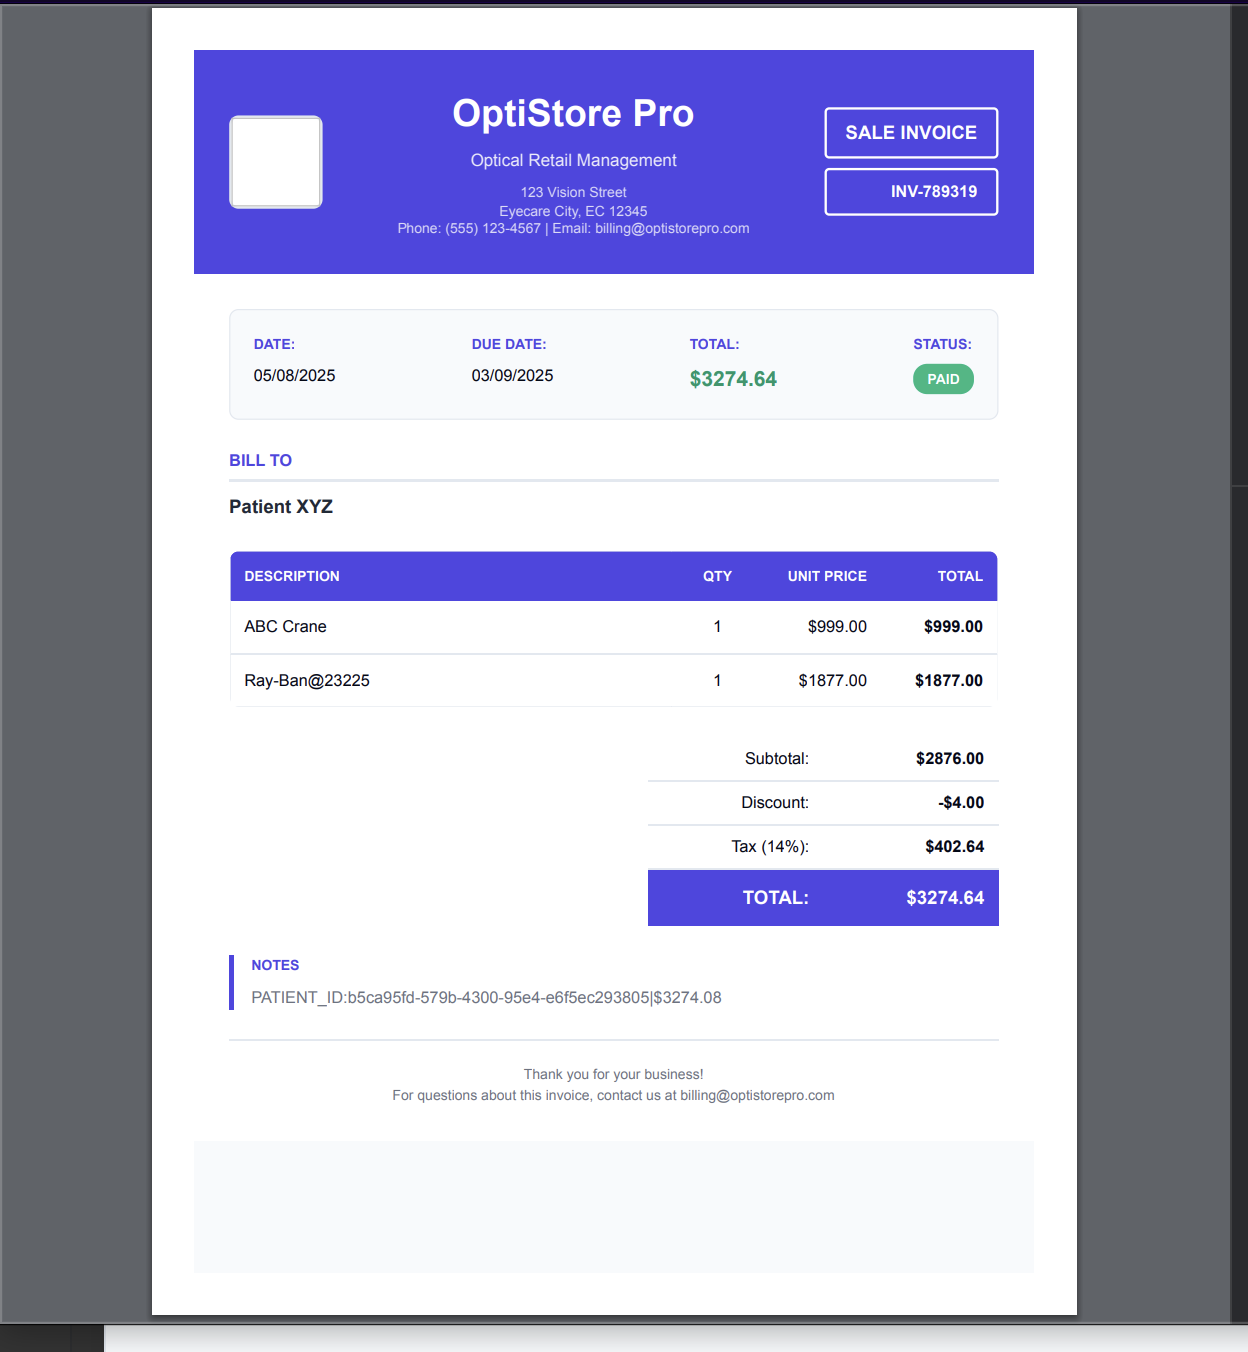 OptiStore Pro
Optical Retail Management
123 Vision Street
Eyecare City, EC 12345
Phone: (555) 123-4567 | Email: billing@optistorepro.com
SALE INVOICE
INV-789319
DATE: DUE DATE: TOTAL: STATUS:
05/08/2025 03/09/2025 $3274.64 PAID
BILL TO
Patient XYZ
DESCRIPTION QTY UNIT PRICE TOTAL
ABC Crane 1 $999.00 $999.00
Ray-Ban@23225 1 $1877.00 $1877.00
Subtotal: $2876.00
Discount: -$4.00
Tax (14%): $402.64
TOTAL: $3274.64
NOTES
PATIENT_ID:b5ca95fd-579b-4300-95e4-e6f5ec293805|$3274.08
Thank you for your business!
For questions about this invoice, contact us at billing@optistorepro.com